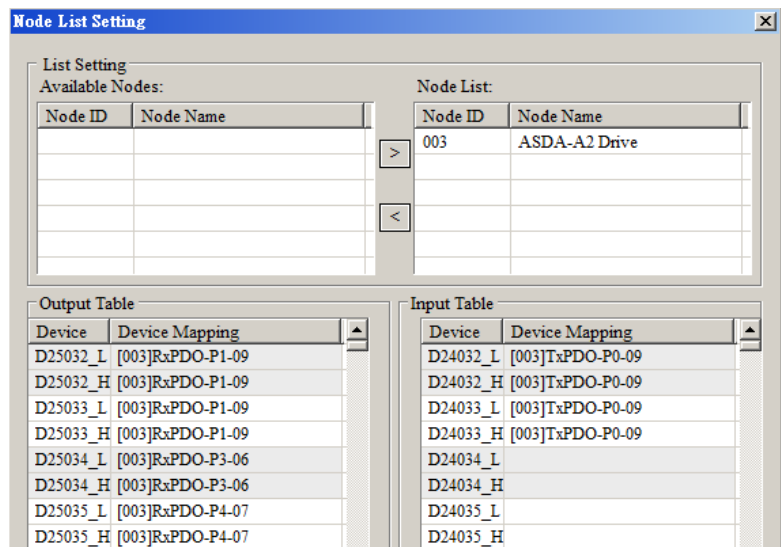 Node List Setting
List Setting
Available Nodes:
Node List:
Node ID Node Name
Node ID Node Name
003 ASDA-A2 Drive
>
<
Output Table
Input Table
Device Device Mapping
Device Device Mapping
D25032_L [003]RxPDO-P1-09
D24032_L [003]TxPDO-P0-09
D25032_H [003]RxPDO-P1-09
D24032_H [003]TxPDO-P0-09
D25033_L [003]RxPDO-P1-09
D24033_L [003]TxPDO-P0-09
D25033_H [003]RxPDO-P1-09
D24033_H [003]TxPDO-P0-09
D25034_L [003]RxPDO-P3-06
D24034_L
D25034_H [003]RxPDO-P3-06
D24034_H
D25035_L [003]RxPDO-P4-07
D24035_L
D25035_H [003]RxPDO-P4-07
D24035_H